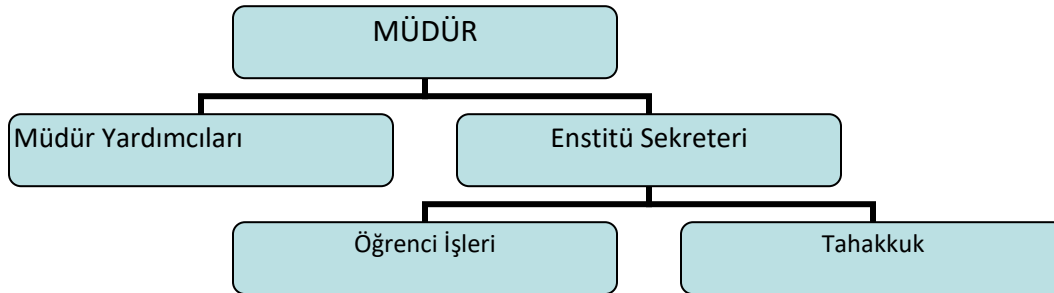 MÜDÜR
Müdür Yardımcıları
Enstitü Sekreteri
Öğrenci İşleri
Tahakkuk